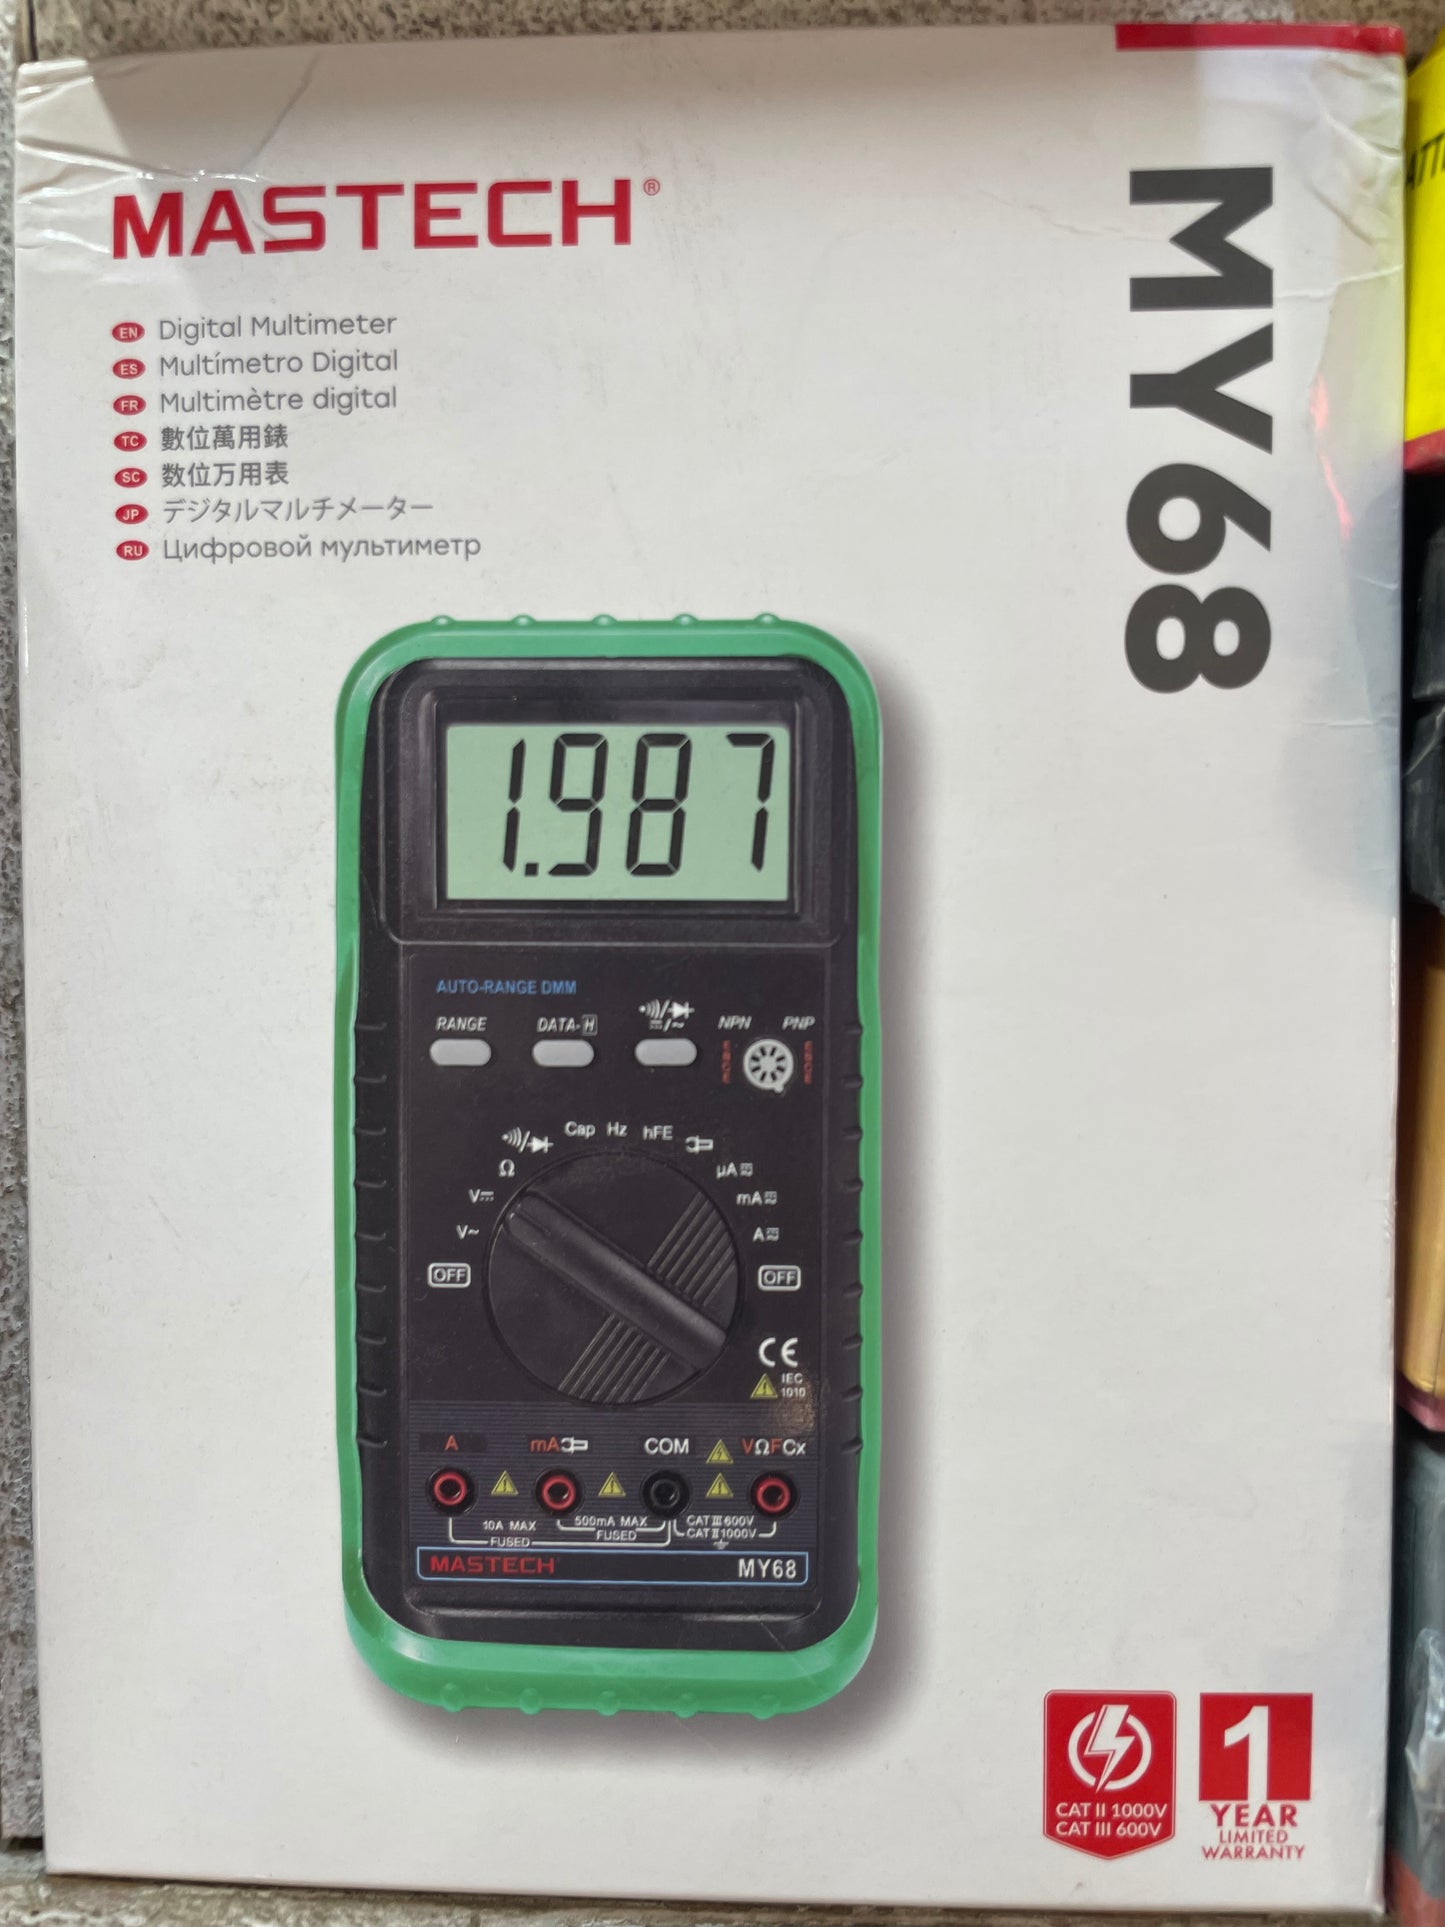 MASTECH®
MY68
EN Digital Multimeter
ES Multímetro Digital
FR Multimètre digital
TC 數位萬用錶
SC 数位万用表
JP デジタルマルチメーター
RU Цифровой мультиметр
1.987
AUTO-RANGE DMM
RANGE DATA-H NPN PNP
Cap Hz hFE
Ω µA
V mA
V~ A
OFF OFF
CE
IEC
1010
A mA COM VΩFCx
10A MAX 500mA MAX CAT III 600V
FUSED FUSED CAT II 1000V
MASTECH MY68
CAT II 1000V
CAT III 600V
1
YEAR
LIMITED
WARRANTY